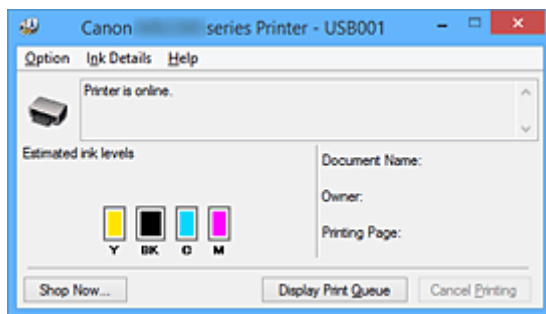 Canon series Printer - USB001
Option Ink Details Help
Printer is online.
Estimated ink levels
Document Name:
Owner:
Printing Page:
Y BK C M
Shop Now... Display Print Queue Cancel Printing